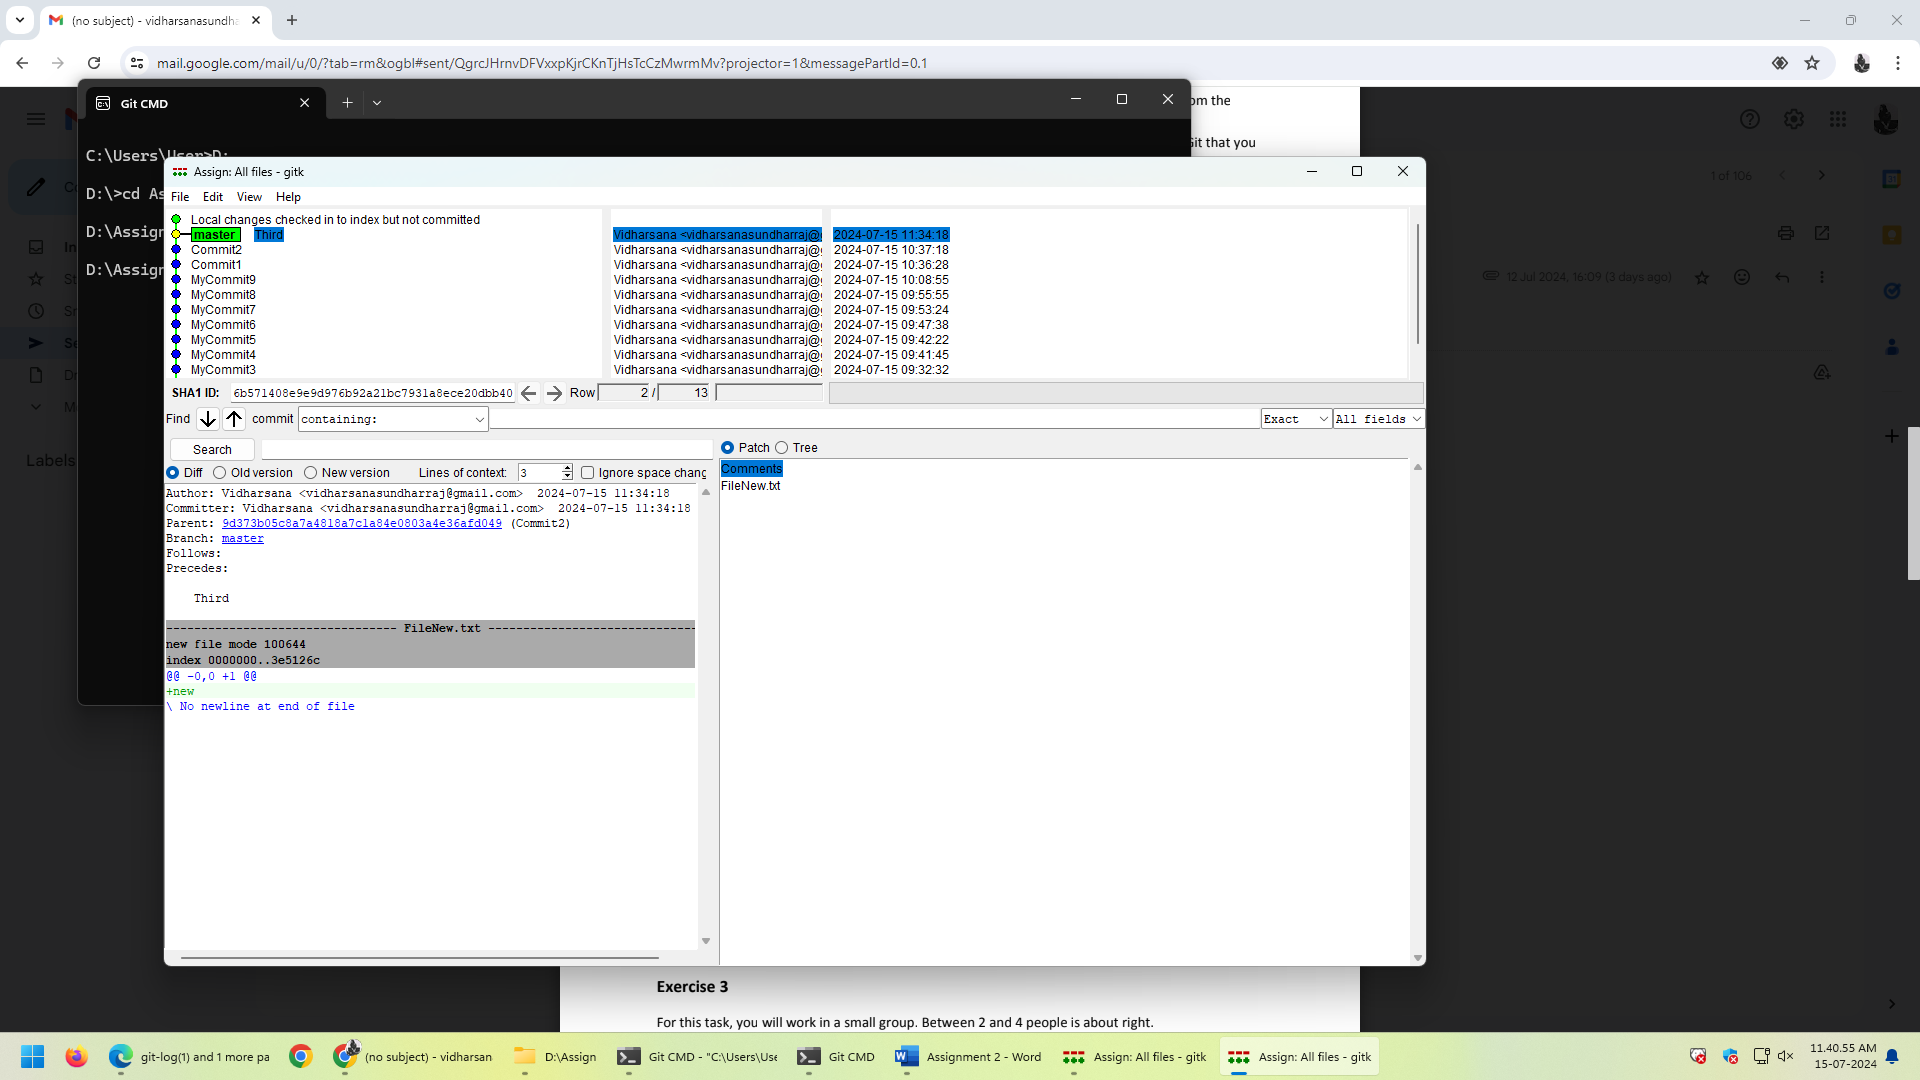 (no subject) - vidharsanasundha
mail.google.com/mail/u/0/?tab=rm&ogbl#sent/QgrcJHrnvDFVxxpKjrCKnTjHsTcCzMwrmMv?projector=1&messagePartId=0.1
om the
Git CMD
Git that you
C:\Users\User>D:
D:\>cd As
D:\Assign
D:\Assign
1 of 106
12 Jul 2024, 16:09 (3 days ago)
Labels
Assign: All files - gitk
File Edit View Help
Local changes checked in to index but not committed
master Third Vidharsana <vidharsanasundharraj@ 2024-07-15 11:34:18
Commit2 Vidharsana <vidharsanasundharraj@ 2024-07-15 10:37:18
Commit1 Vidharsana <vidharsanasundharraj@ 2024-07-15 10:36:28
MyCommit9 Vidharsana <vidharsanasundharraj@ 2024-07-15 10:08:55
MyCommit8 Vidharsana <vidharsanasundharraj@ 2024-07-15 09:55:55
MyCommit7 Vidharsana <vidharsanasundharraj@ 2024-07-15 09:53:24
MyCommit6 Vidharsana <vidharsanasundharraj@ 2024-07-15 09:47:38
MyCommit5 Vidharsana <vidharsanasundharraj@ 2024-07-15 09:42:22
MyCommit4 Vidharsana <vidharsanasundharraj@ 2024-07-15 09:41:45
MyCommit3 Vidharsana <vidharsanasundharraj@ 2024-07-15 09:32:32
SHA1 ID: 6b571408e9e9d976b92a21bc7931a8ece20dbb40 Row 2 / 13
Find commit containing: Exact All fields
Search
Patch Tree
Diff Old version New version Lines of context: 3 Ignore space chang
Comments
FileNew.txt
Author: Vidharsana <vidharsanasundharraj@gmail.com> 2024-07-15 11:34:18
Committer: Vidharsana <vidharsanasundharraj@gmail.com> 2024-07-15 11:34:18
Parent: 9d373b05c8a7a4818a7c1a84e0803a4e36afd049 (Commit2)
Branch: master
Follows:
Precedes:
Third
--------------------------------- FileNew.txt ------------------------------
new file mode 100644
index 0000000..3e5126c
@@ -0,0 +1 @@
+new
\ No newline at end of file
Exercise 3
For this task, you will work in a small group. Between 2 and 4 people is about right.
git-log(1) and 1 more pa
(no subject) - vidharsan
D:\Assign
Git CMD - "C:\Users\Use
Git CMD
Assignment 2 - Word
Assign: All files - gitk
Assign: All files - gitk
11.40.55 AM
15-07-2024